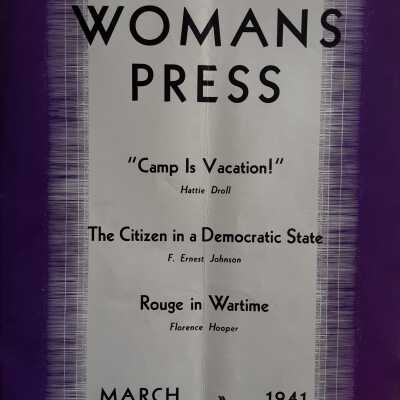 WOMANS
PRESS
"Camp Is Vacation!"
Hattie Droll
The Citizen in a Democratic State
F. Ernest Johnson
Rouge in Wartime
Florence Hooper
MARCH » 1941